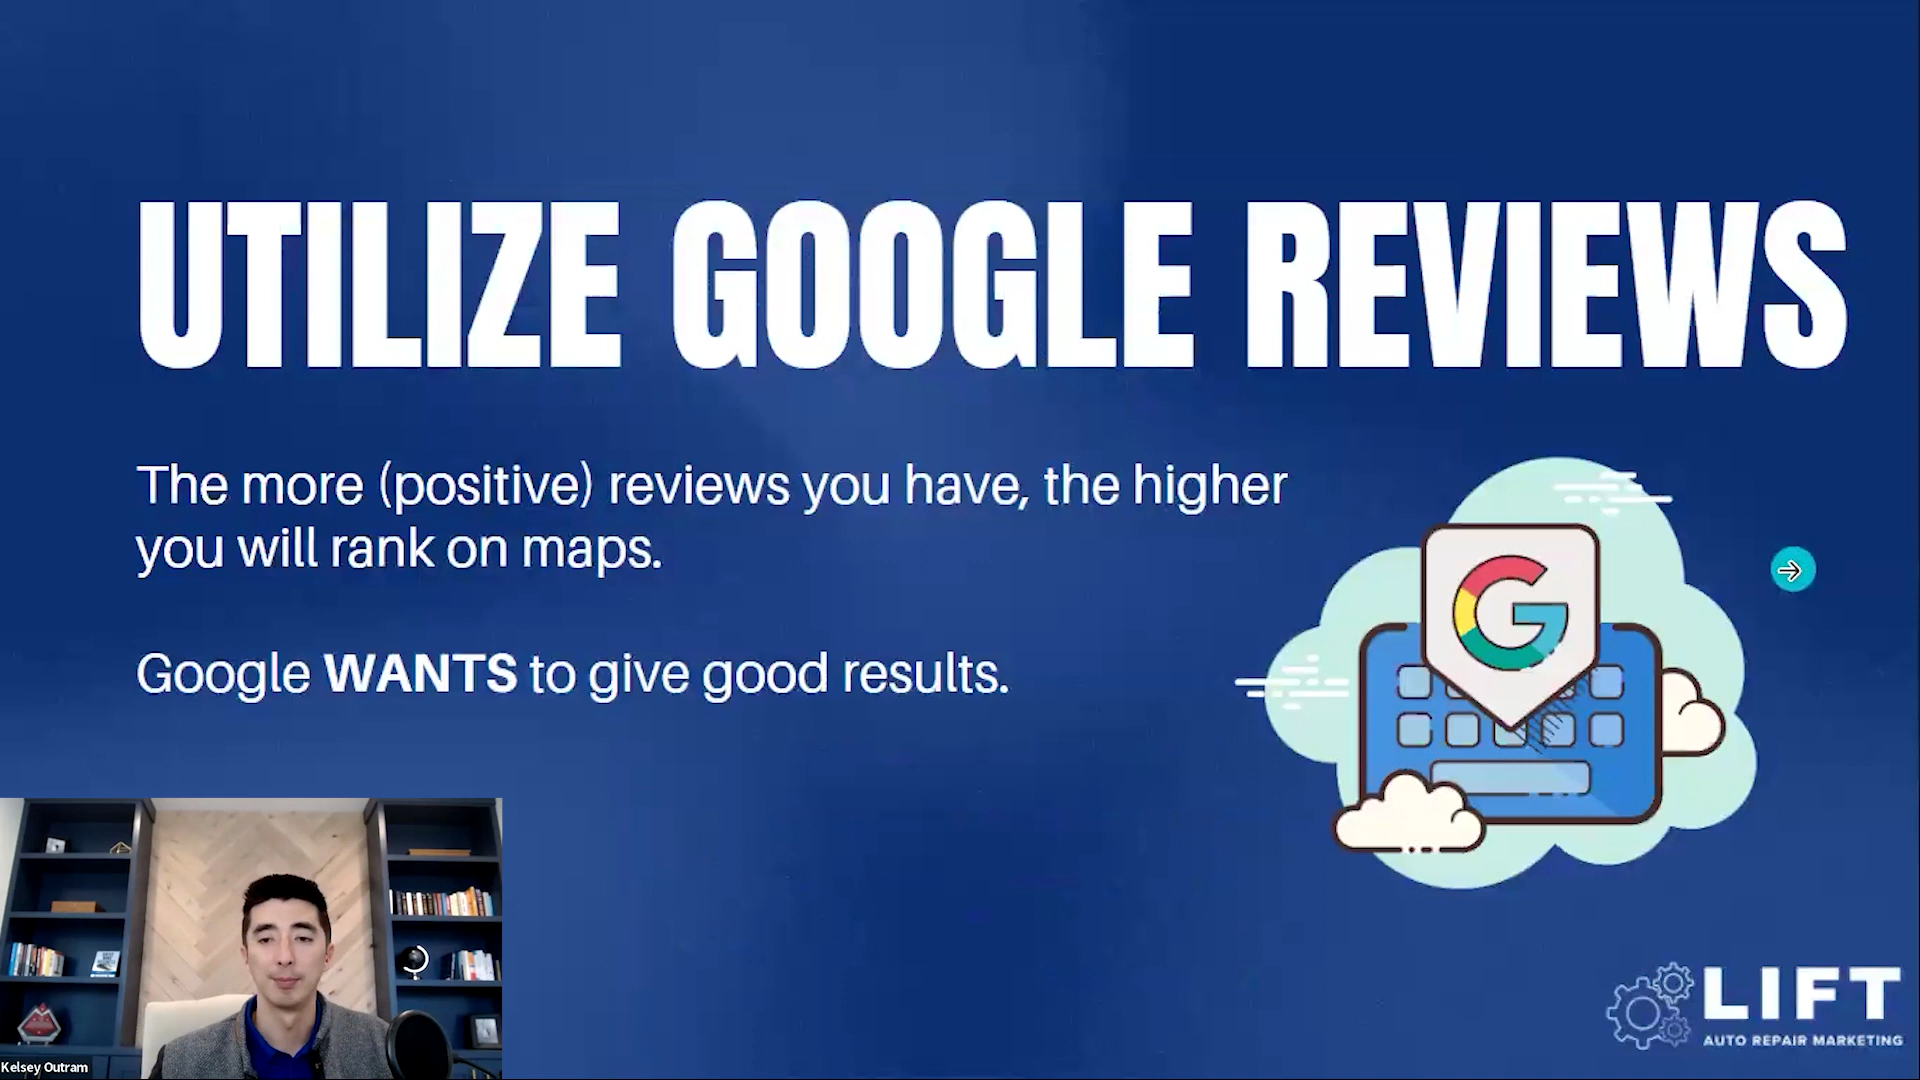 UTILIZE GOOGLE REVIEWS
The more (positive) reviews you have, the higher
you will rank on maps.
Google WANTS to give good results.
G
LIFT
AUTO REPAIR MARKETING
Kelsey Outram